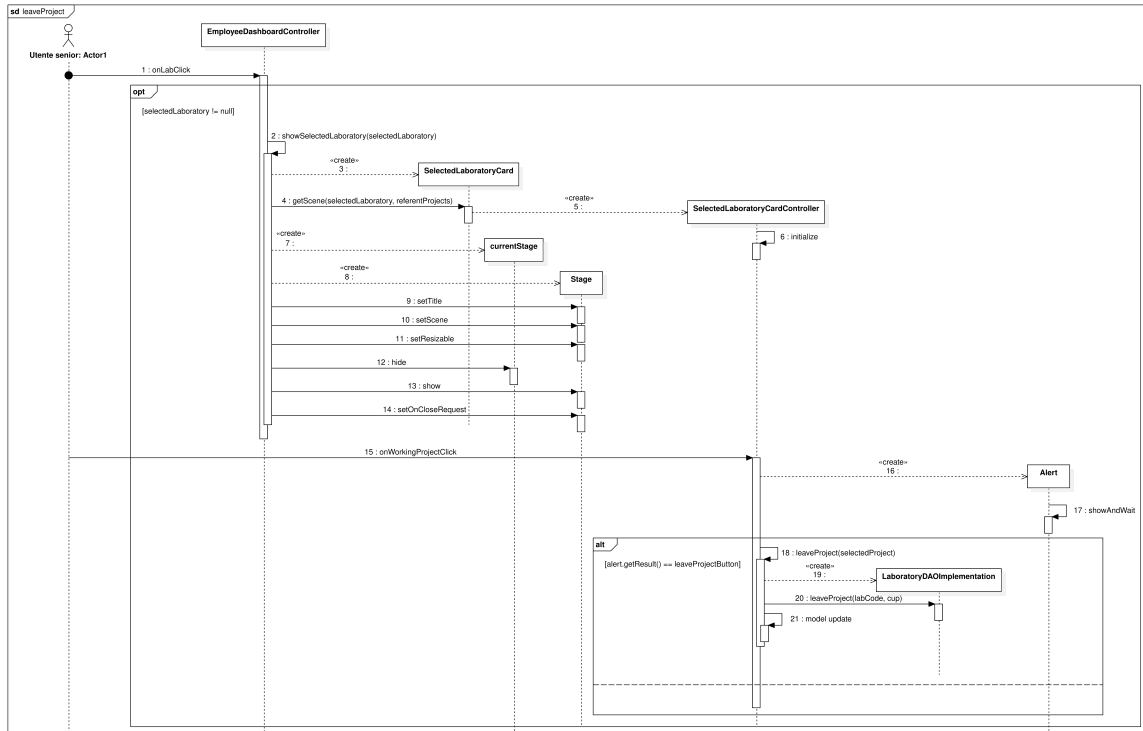 sd leaveProject
EmployeeDashboardController
Utente senior: Actor1
1 : onLabClick
opt
[selectedLaboratory != null]
2 : showSelectedLaboratory(selectedLaboratory)
«create»
3 :
SelectedLaboratoryCard
4 : getScene(selectedLaboratory, referentProjects)
«create»
5 :
SelectedLaboratoryCardController
6 : initialize
«create»
7 :
currentStage
«create»
8 :
Stage
9 : setTitle
10 : setScene
11 : setResizable
12 : hide
13 : show
14 : setOnCloseRequest
15 : onWorkingProjectClick
«create»
16 :
Alert
17 : showAndWait
alt
[alert.getResult() == leaveProjectButton]
18 : leaveProject(selectedProject)
«create»
19 :
LaboratoryDAOImplementation
20 : leaveProject(labCode, cup)
21 : model update